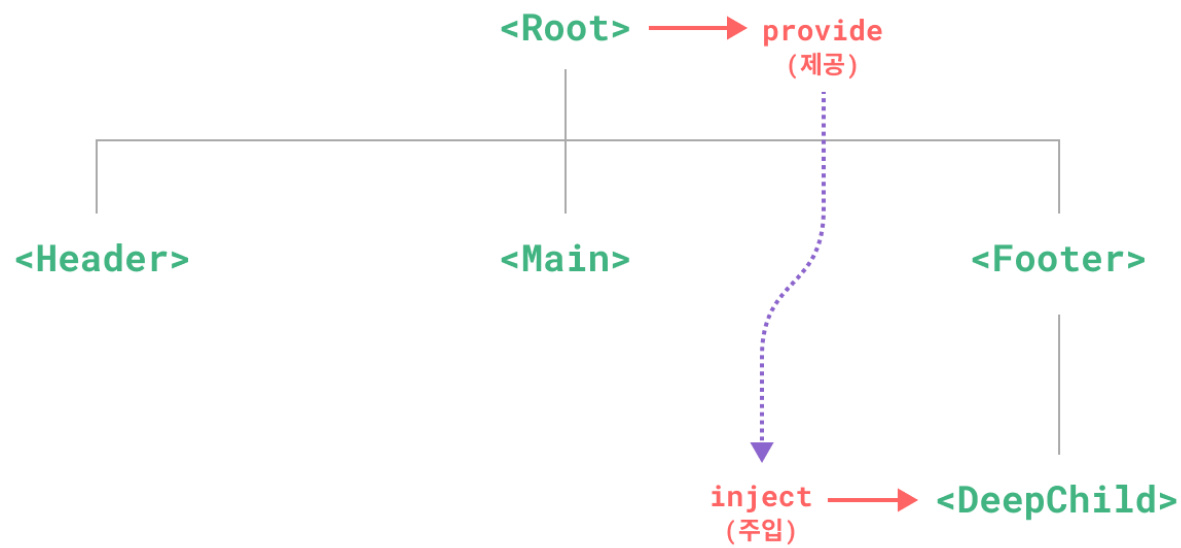 <Root>
provide
(제공)
<Header>
<Main>
<Footer>
inject
(주입)
<DeepChild>